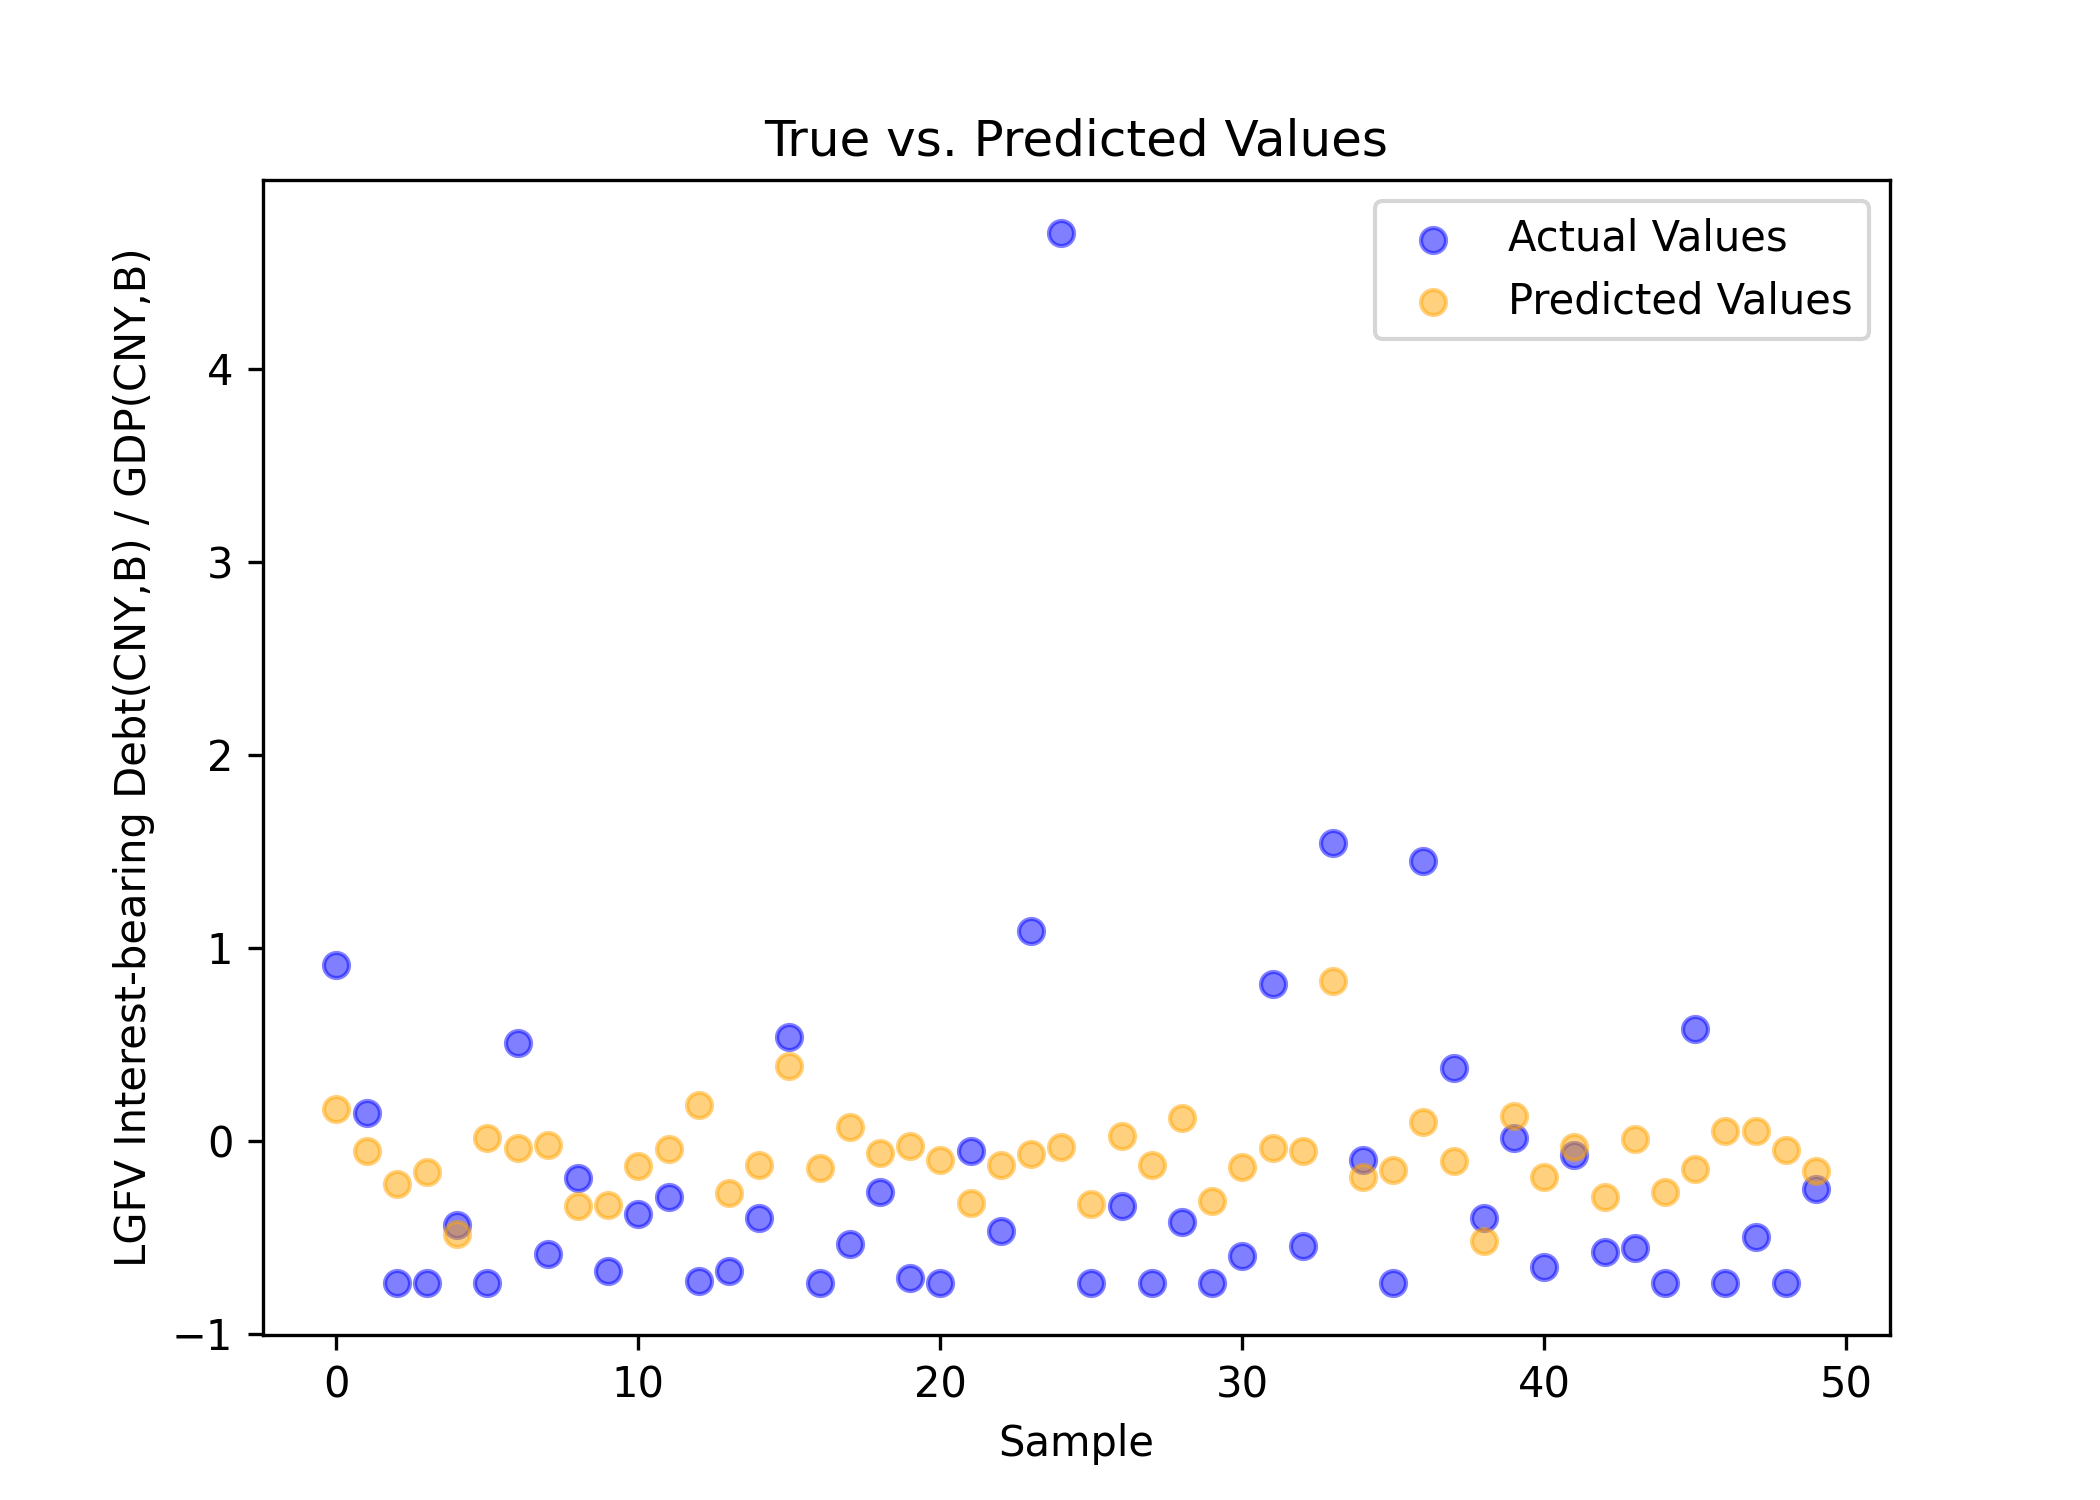 True vs. Predicted Values
Actual Values
Predicted Values
LGFV Interest-bearing Debt(CNY,B) / GDP(CNY,B)
4
3
2
1
0
−1
0 10 20 30 40 50
Sample